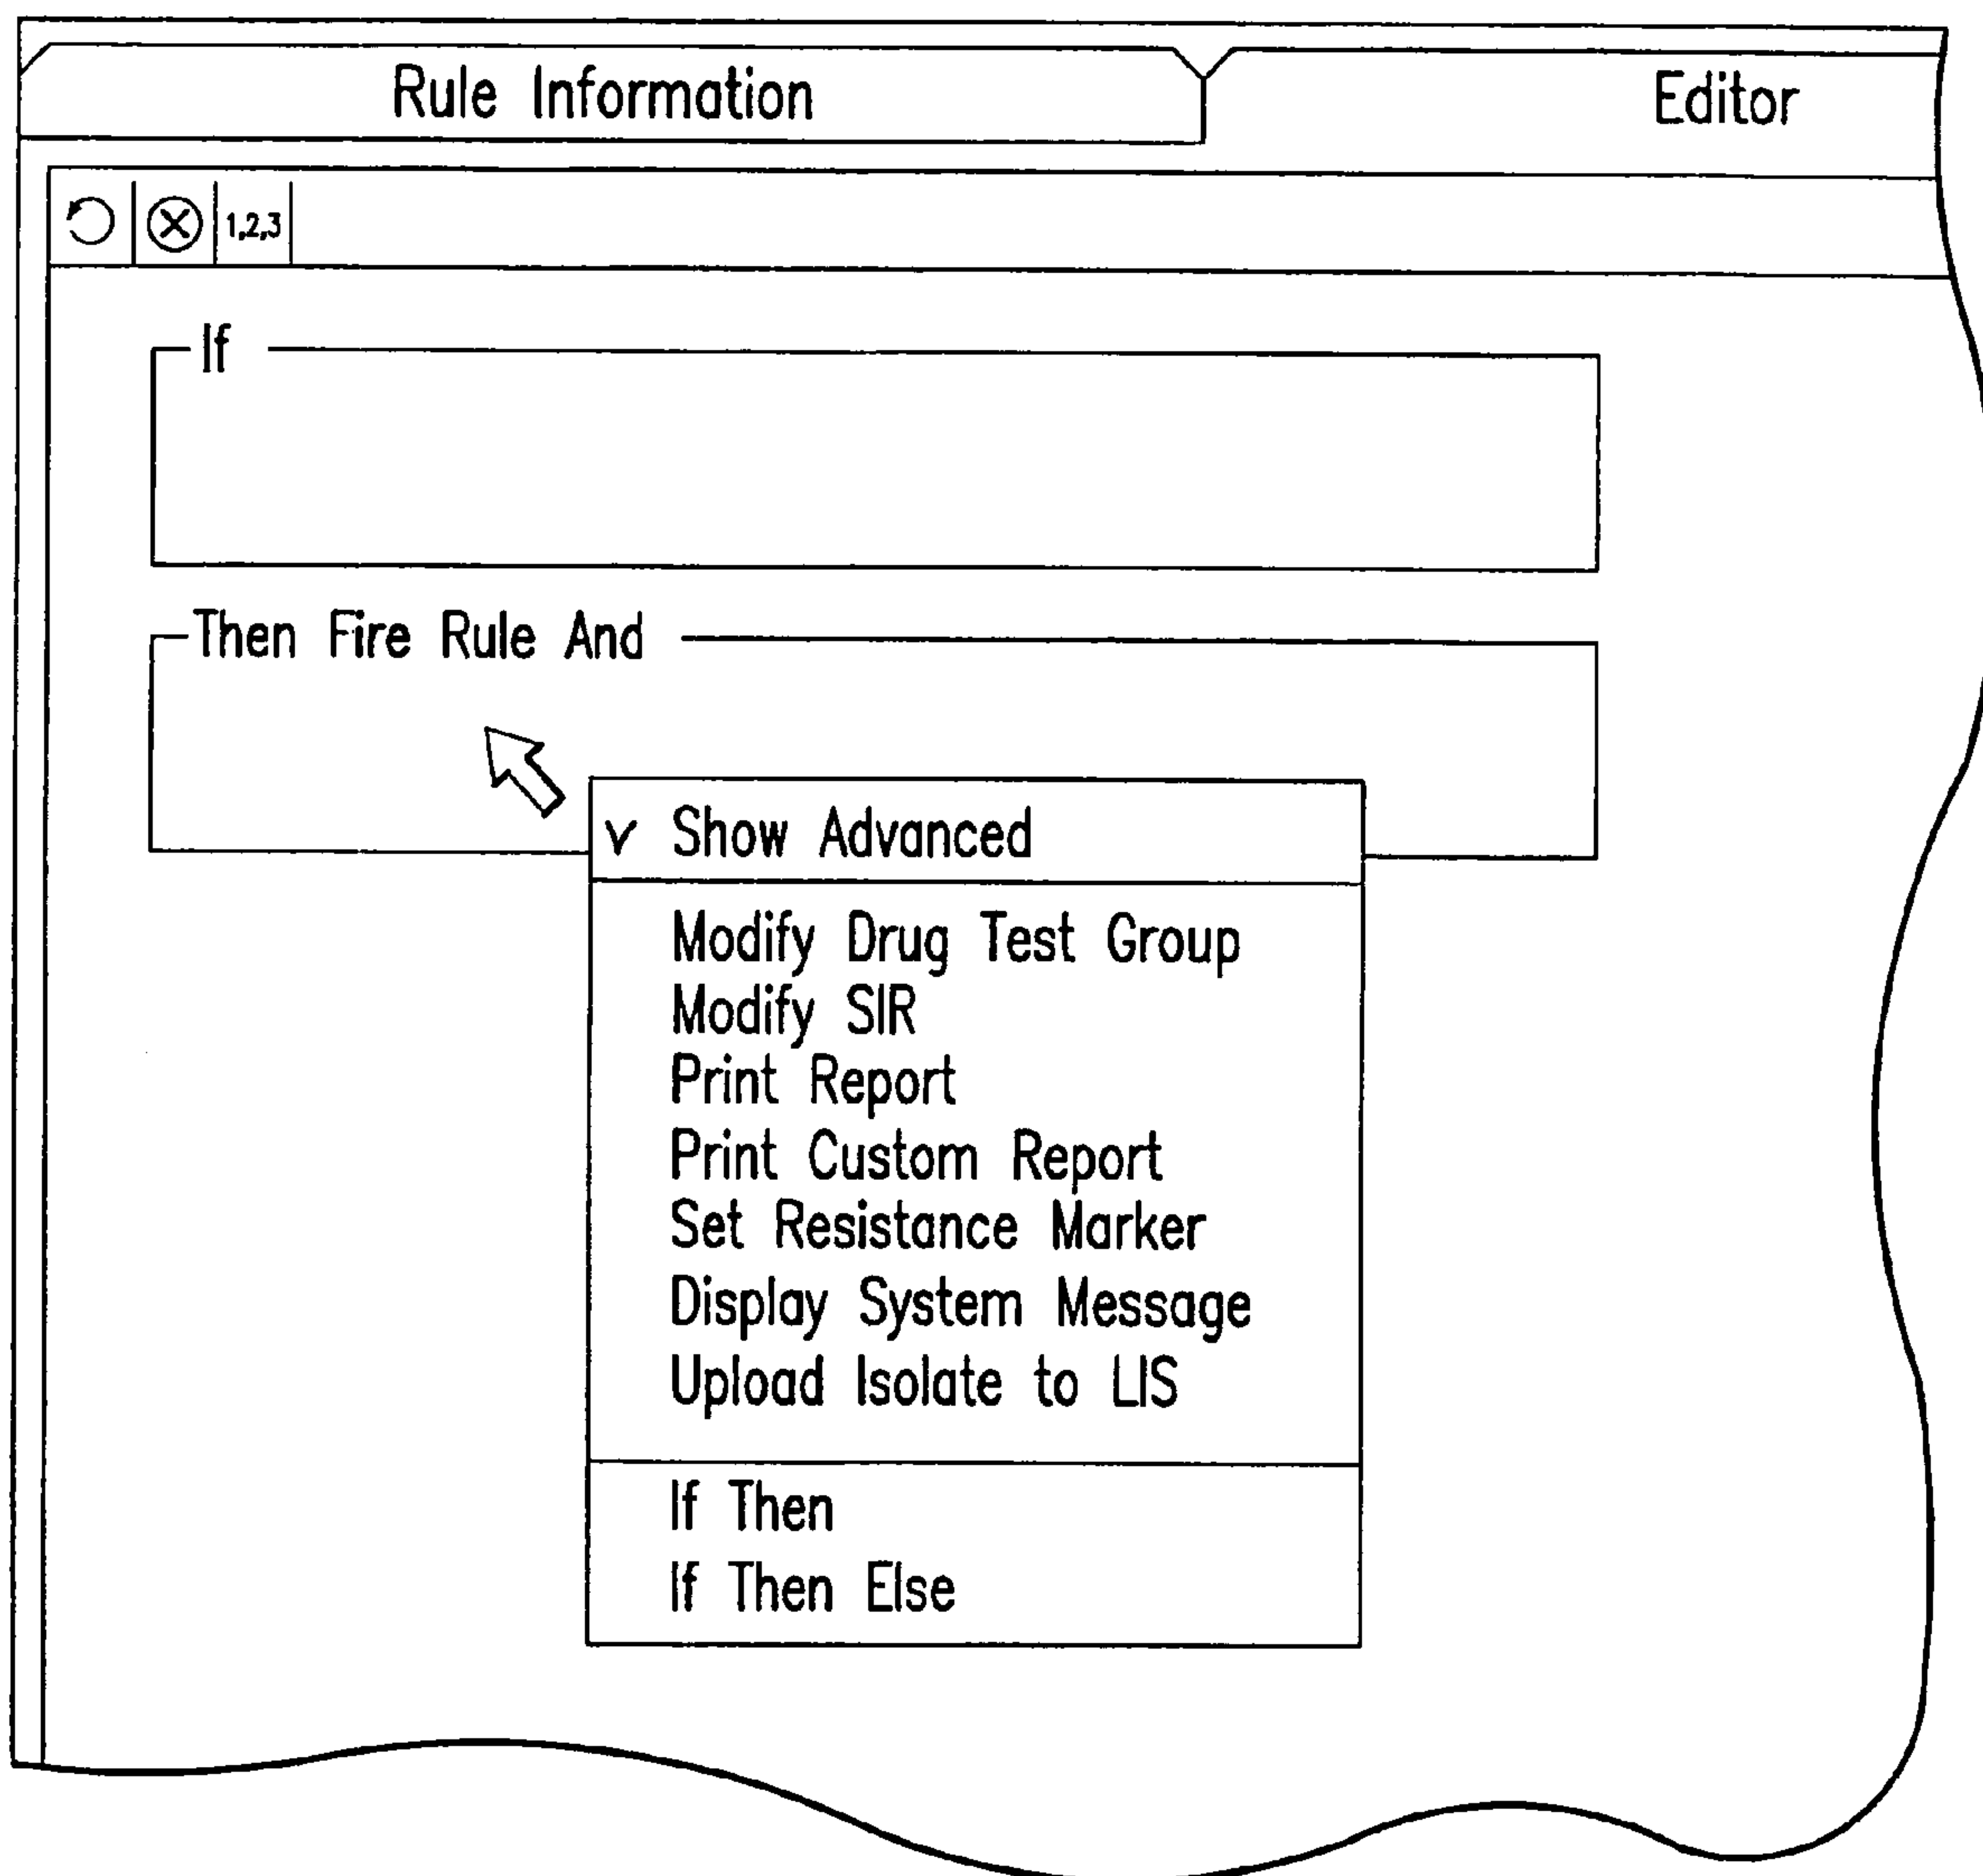 Rule Information Editor
1,2,3
If
Then Fire Rule And
v Show Advanced
Modify Drug Test Group
Modify SIR
Print Report
Print Custom Report
Set Resistance Marker
Display System Message
Upload Isolate to LIS
If Then
If Then Else